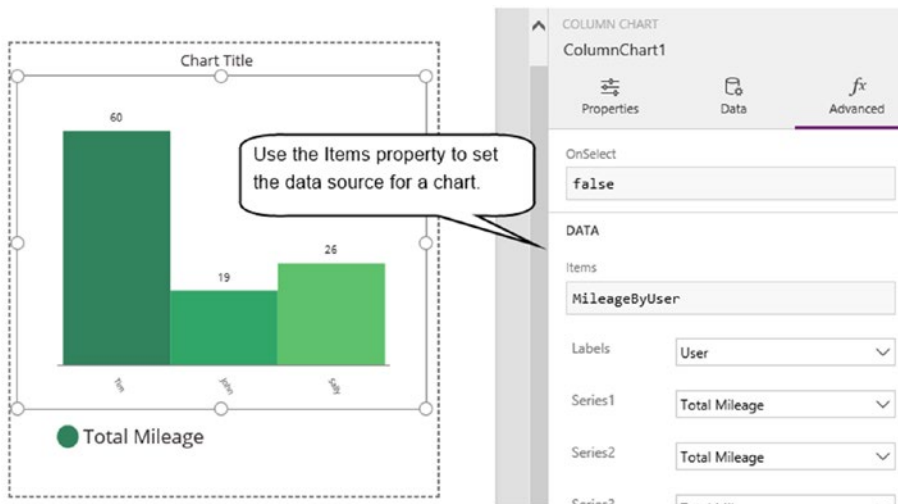 Chart Title
60
19
26
Tim
John
Sally
Total Mileage
Use the Items property to set
the data source for a chart.
COLUMN CHART
ColumnChart1
Properties
Data
fx
Advanced
OnSelect
false
DATA
Items
MileageByUser
Labels
User
Series1
Total Mileage
Series2
Total Mileage